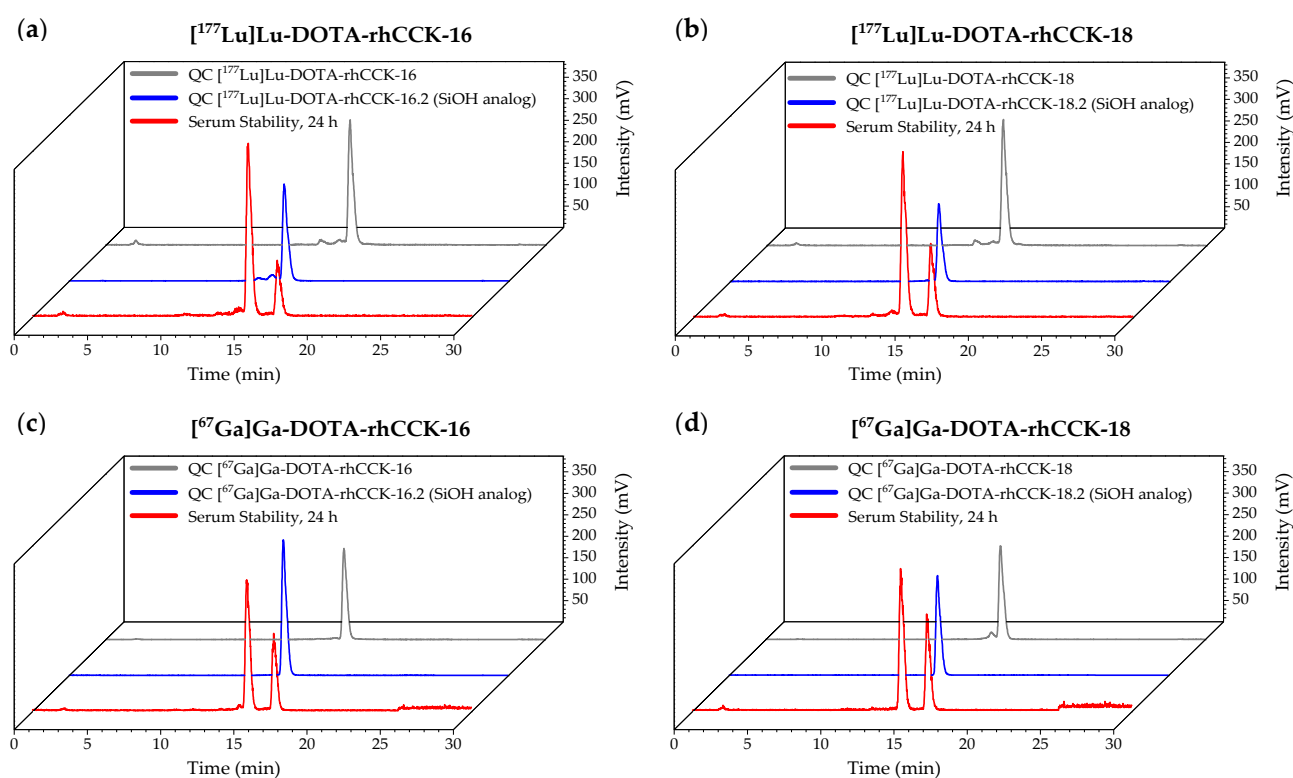 (a)
[¹⁷⁷Lu]Lu-DOTA-rhCCK-16
QC [¹⁷⁷Lu]Lu-DOTA-rhCCK-16
QC [¹⁷⁷Lu]Lu-DOTA-rhCCK-16.2 (SiOH analog)
Serum Stability, 24 h
350
300
250
200
150
100
50
Intensity (mV)
0 5 10 15 20 25 30
Time (min)
(b)
[¹⁷⁷Lu]Lu-DOTA-rhCCK-18
QC [¹⁷⁷Lu]Lu-DOTA-rhCCK-18
QC [¹⁷⁷Lu]Lu-DOTA-rhCCK-18.2 (SiOH analog)
Serum Stability, 24 h
350
300
250
200
150
100
50
Intensity (mV)
0 5 10 15 20 25 30
Time (min)
(c)
[⁶⁷Ga]Ga-DOTA-rhCCK-16
QC [⁶⁷Ga]Ga-DOTA-rhCCK-16
QC [⁶⁷Ga]Ga-DOTA-rhCCK-16.2 (SiOH analog)
Serum Stability, 24 h
350
300
250
200
150
100
50
Intensity (mV)
0 5 10 15 20 25 30
Time (min)
(d)
[⁶⁷Ga]Ga-DOTA-rhCCK-18
QC [⁶⁷Ga]Ga-DOTA-rhCCK-18
QC [⁶⁷Ga]Ga-DOTA-rhCCK-18.2 (SiOH analog)
Serum Stability, 24 h
350
300
250
200
150
100
50
Intensity (mV)
0 5 10 15 20 25 30
Time (min)